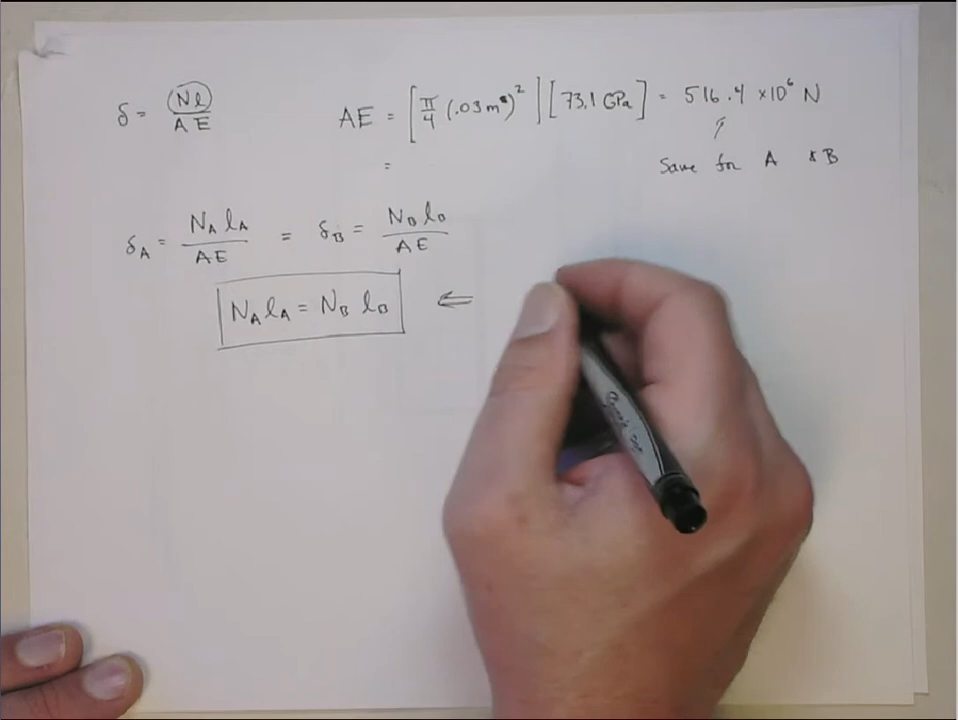 δ = Nl / AE
AE = [π/4 (.03 m)²][73.1 GPa] = 516.4 ×10⁶ N
= 
Same for A & B
δA = NA lA / AE = δB = NB lB / AE
NA lA = NB lB ⇐